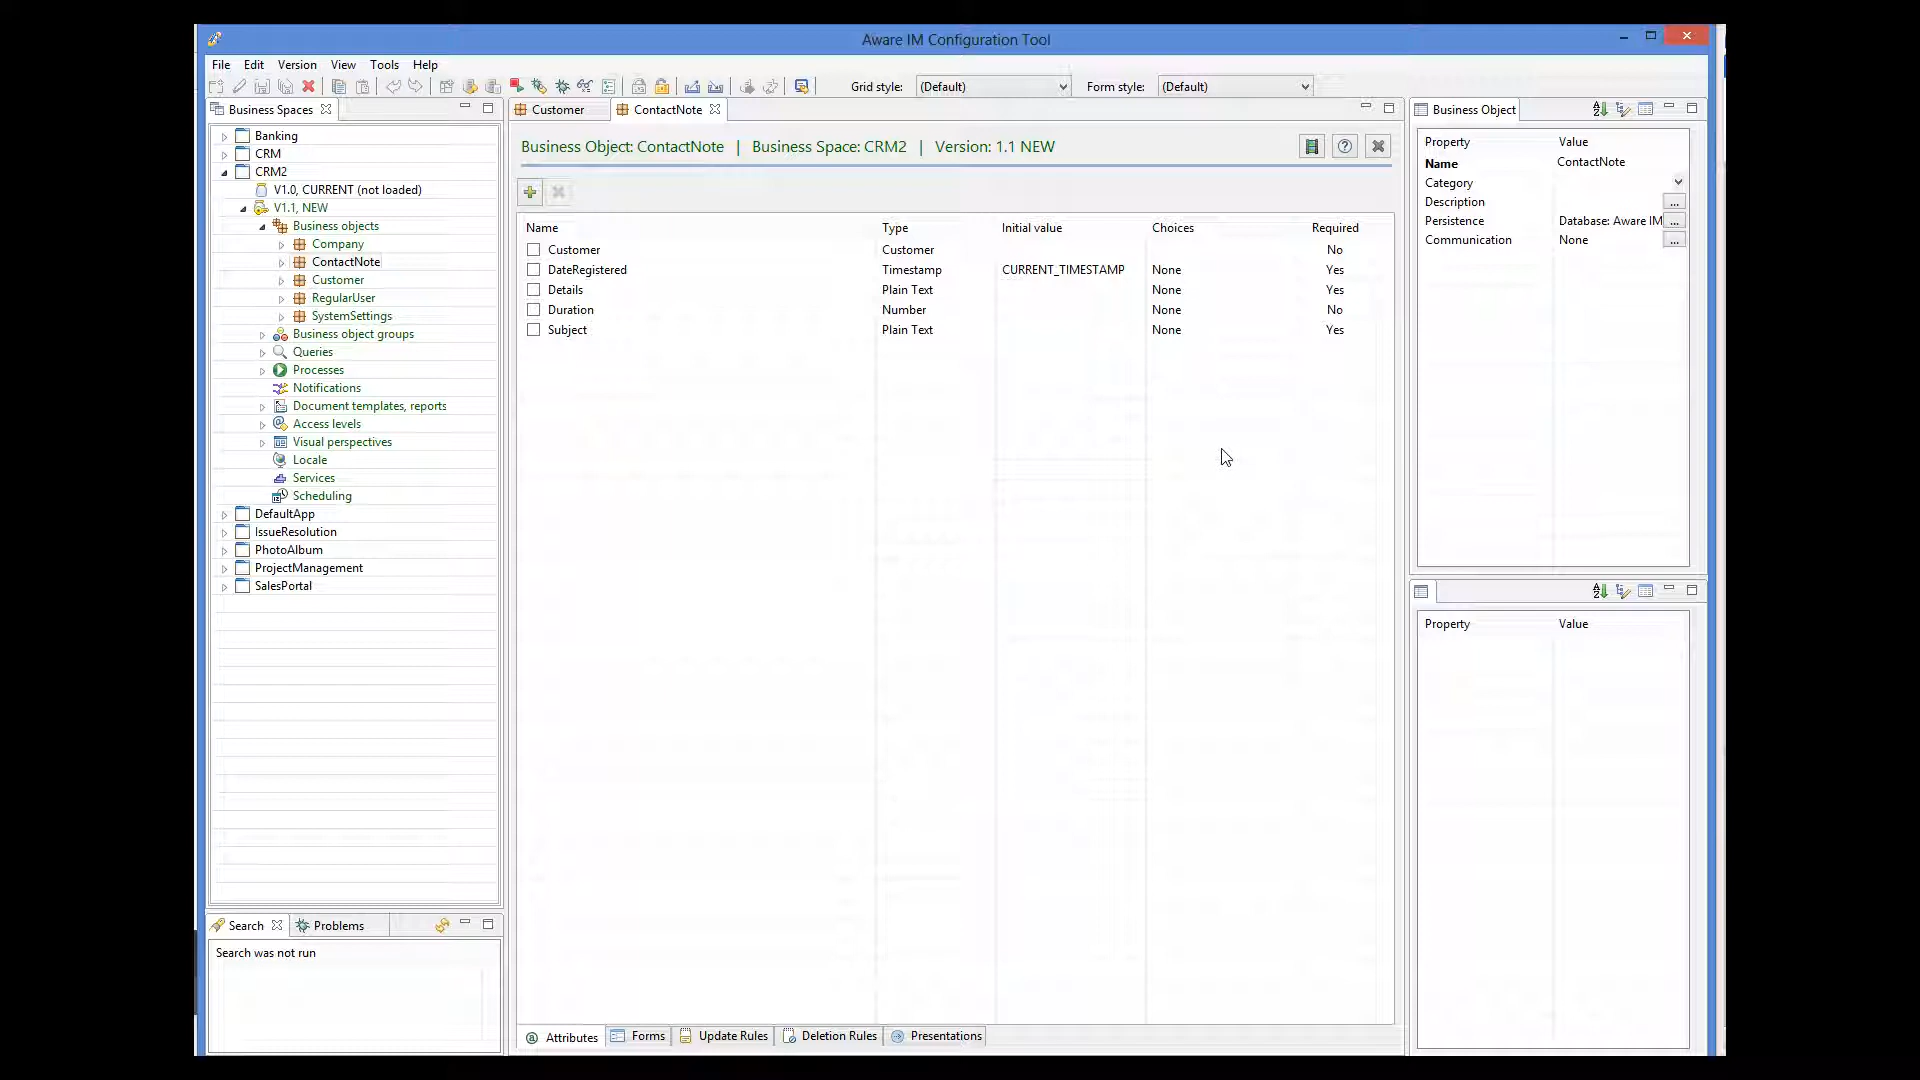 Aware IM Configuration Tool
File Edit Version View Tools Help
Grid style: (Default) Form style: (Default)
Business Spaces
Banking
CRM
CRM2
V1.0, CURRENT (not loaded)
V1.1, NEW
Business objects
Company
ContactNote
Customer
RegularUser
SystemSettings
Business object groups
Queries
Processes
Notifications
Document templates, reports
Access levels
Visual perspectives
Locale
Services
Scheduling
DefaultApp
IssueResolution
PhotoAlbum
ProjectManagement
SalesPortal
Search Problems
Search was not run
Customer ContactNote
Business Object: ContactNote | Business Space: CRM2 | Version: 1.1 NEW
Name Type Initial value Choices Required
Customer Customer No
DateRegistered Timestamp CURRENT_TIMESTAMP None Yes
Details Plain Text None Yes
Duration Number None No
Subject Plain Text None Yes
Attributes Forms Update Rules Deletion Rules Presentations
Business Object
Property Value
Name ContactNote
Category
Description ...
Persistence Database: Aware IM ...
Communication None ...
Property Value